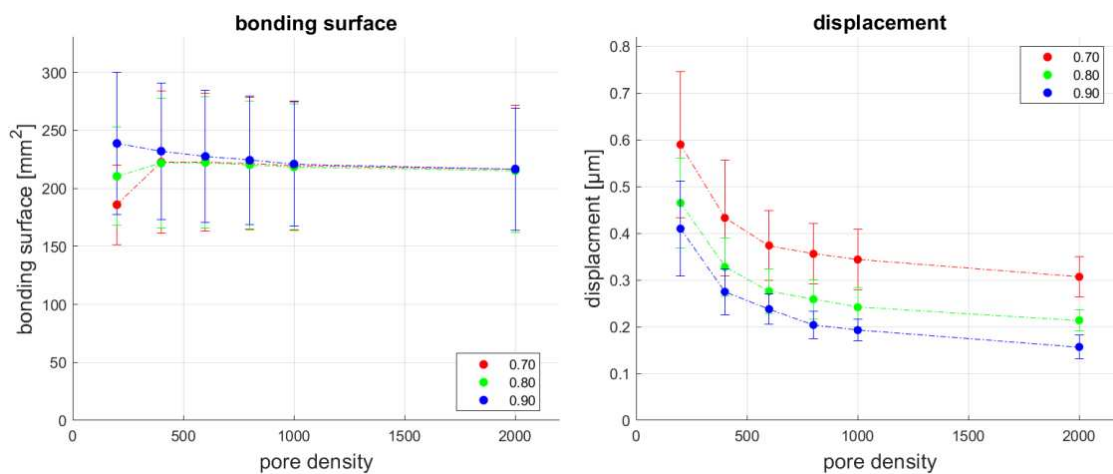 bonding surface
bonding surface [mm²]
300
250
200
150
100
50
0
0 500 1000 1500 2000
pore density
0.70
0.80
0.90
displacement
displacment [µm]
0.8
0.7
0.6
0.5
0.4
0.3
0.2
0.1
0
0 500 1000 1500 2000
pore density
0.70
0.80
0.90